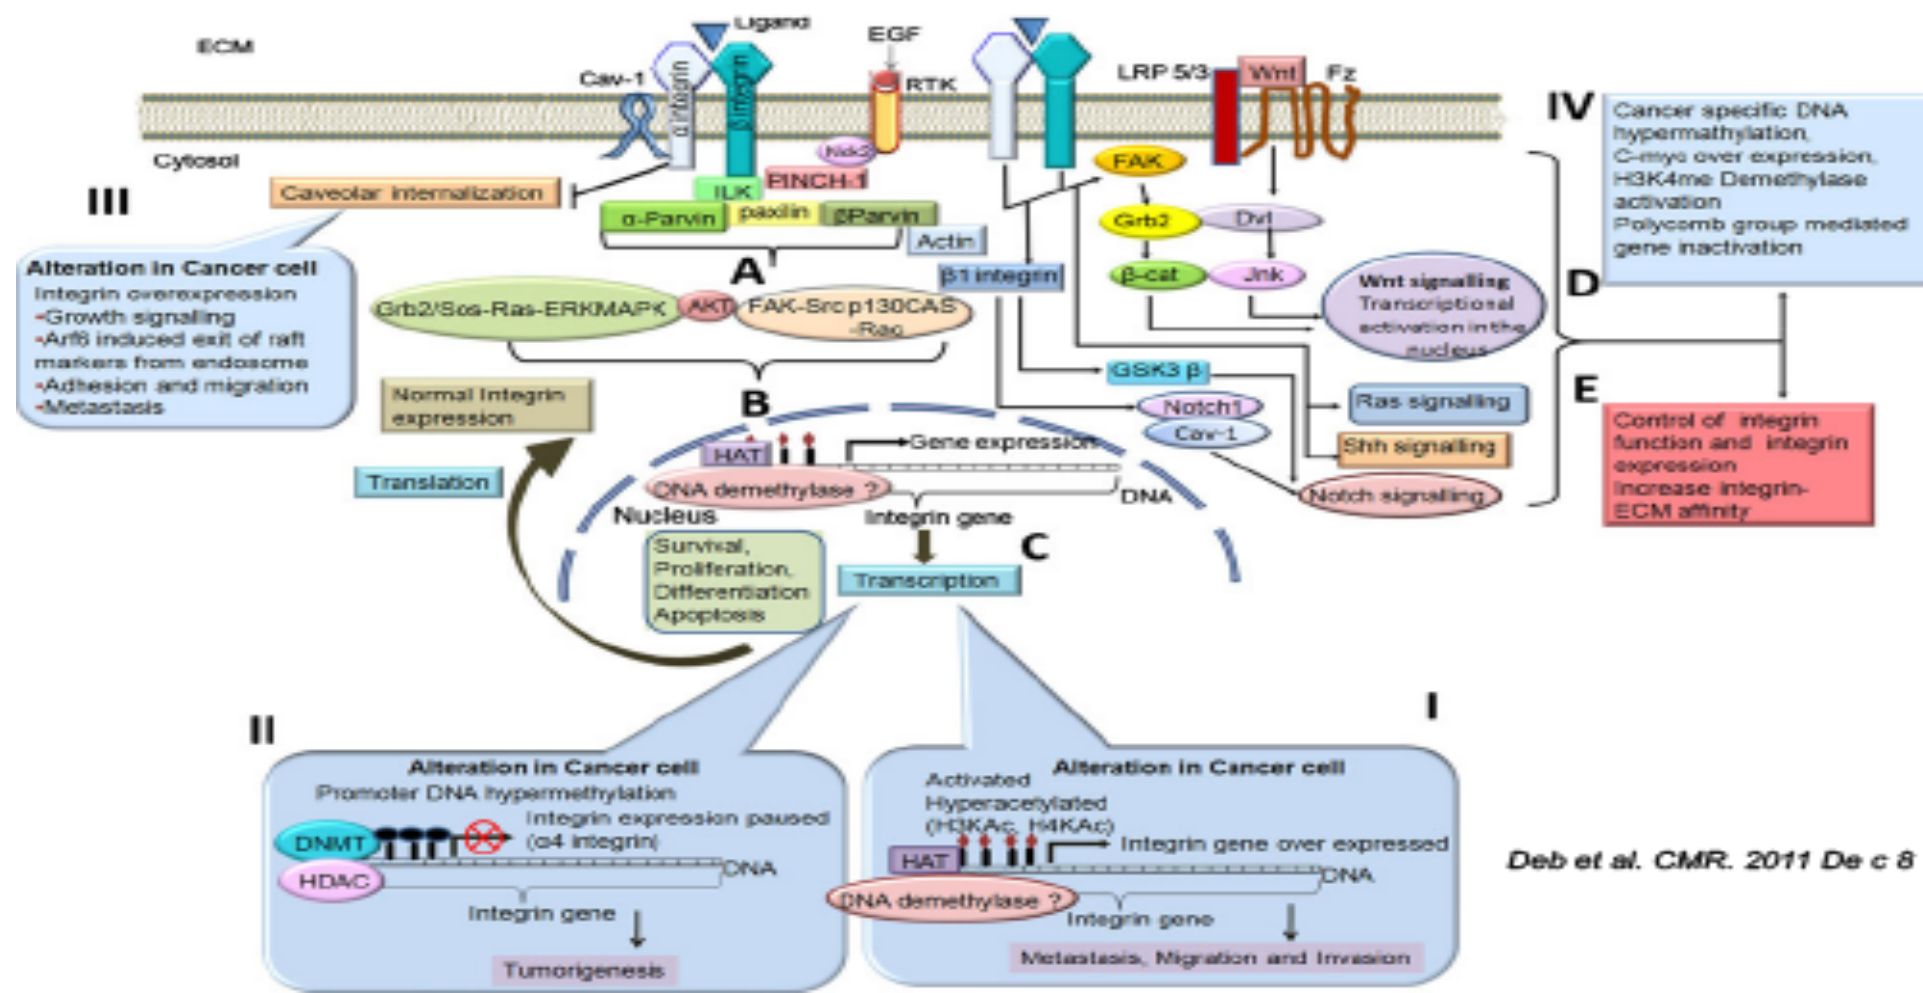 ECM
Ligand
Cav-1
α integrin
β integrin
EGF
RTK
LRP 5/3
Wnt
Fz
Cytosol
Nck2
PINCH-1
ILK
α-Parvin
paxilin
βParvin
Actin
III
Caveolar internalization
Alteration in Cancer cell
Integrin overexpression
•Growth signalling
•Arf6 induced exit of raft
markers from endosome
•Adhesion and migration
•Metastasis
A
Grb2/Sos-Ras-ERKMAPK
AKT
FAK-Src p130CAS
-Rac
B
β1 integrin
FAK
Grb2
Dvl
β-cat
Jnk
Wnt signalling
Transcriptional
activation in the
nucleus
GSK3 β
Notch1
Cav-1
Ras signalling
Shh signalling
Notch signalling
IV
Cancer specific DNA
hypermathylation,
C-myc over expression,
H3K4me Demethylase
activation
Polycomb group mediated
gene inactivation
D
E
Control of integrin
function and integrin
expression
Increase integrin-
ECM affinity
Normal Integrin
expression
Translation
HAT
Gene expression
DNA demethylase ?
DNA
Nucleus
Integrin gene
C
Survival,
Proliferation,
Differentiation
Apoptosis
Transcription
II
Alteration in Cancer cell
Promoter DNA hypermethylation
Integrin expression paused
(α4 integrin)
DNMT
HDAC
DNA
Integrin gene
Tumorigenesis
I
Alteration in Cancer cell
Activated
Hyperacetylated
(H3KAc, H4KAc)
Integrin gene over expressed
HAT
DNA
DNA demethylase ?
Integrin gene
Metastasis, Migration and Invasion
Deb et al. CMR. 2011 De c 8